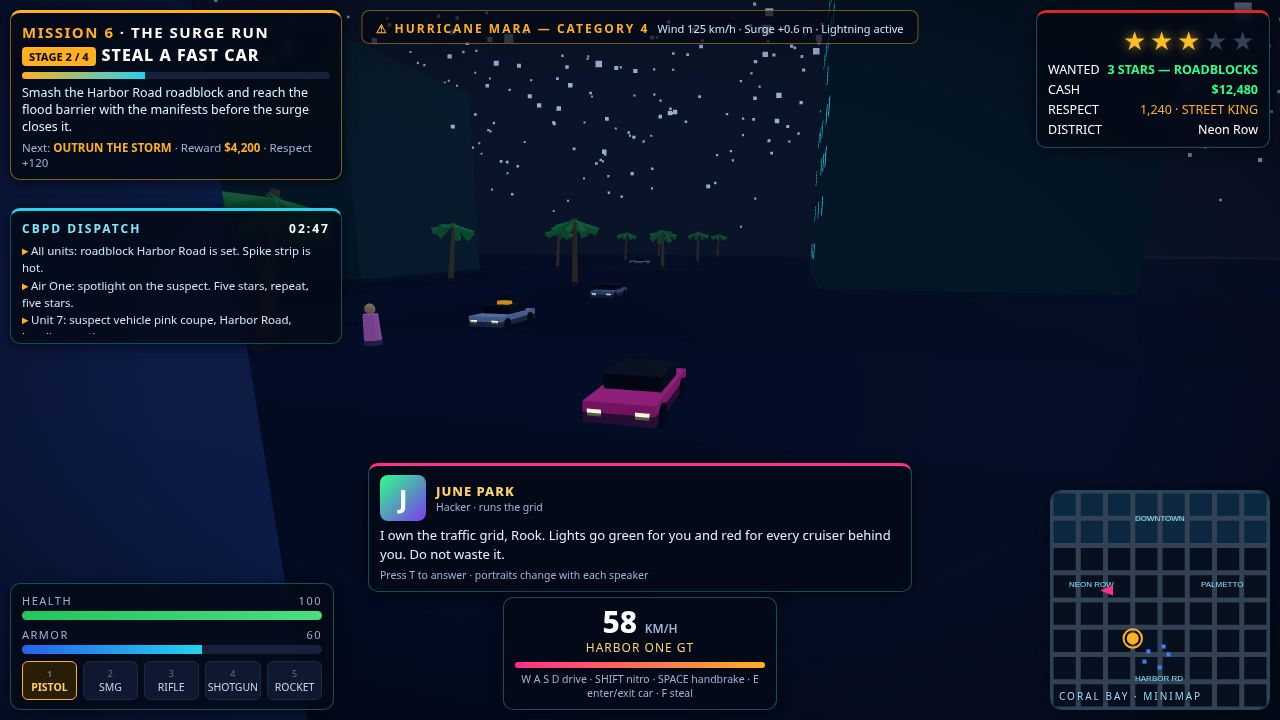 MISSION 6 · THE SURGE RUN
STAGE 2 / 4 STEAL A FAST CAR
Smash the Harbor Road roadblock and reach the
flood barrier with the manifests before the surge
closes it.
Next: OUTRUN THE STORM · Reward $4,200 · Respect
+120
⚠ HURRICANE MARA — CATEGORY 4 Wind 125 km/h · Surge +0.6 m · Lightning active
★★★★★
WANTED 3 STARS — ROADBLOCKS
CASH $12,480
RESPECT 1,240 · STREET KING
DISTRICT Neon Row
CBPD DISPATCH 02:47
▸ All units: roadblock Harbor Road is set. Spike strip is
hot.
▸ Air One: spotlight on the suspect. Five stars, repeat,
five stars.
▸ Unit 7: suspect vehicle pink coupe, Harbor Road,
J
JUNE PARK
Hacker · runs the grid
I own the traffic grid, Rook. Lights go green for you and red for every cruiser behind
you. Do not waste it.
Press T to answer · portraits change with each speaker
HEALTH 100
ARMOR 60
1 PISTOL
2 SMG
3 RIFLE
4 SHOTGUN
5 ROCKET
58 KM/H
HARBOR ONE GT
W A S D drive · SHIFT nitro · SPACE handbrake · E
enter/exit car · F steal
DOWNTOWN
NEON ROW
PALMETTO
HARBOR RD
CORAL BAY · MINIMAP